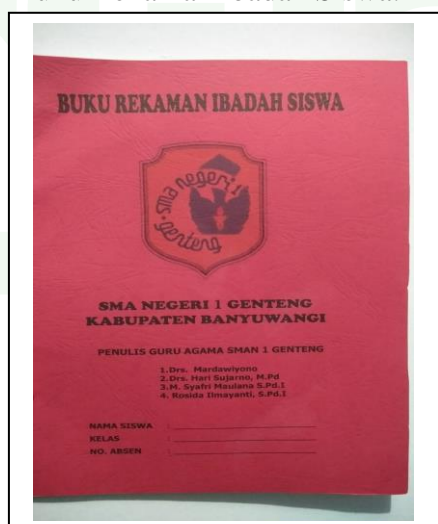 BUKU REKAMAN IBADAH SISWA
sma negeri 1
genteng
SMA NEGERI 1 GENTENG
KABUPATEN BANYUWANGI
PENULIS GURU AGAMA SMAN 1 GENTENG
1.Drs. Mardawiyono
2.Drs. Hari Sujarno, M.Pd
3.M. Syafri Maulana S.Pd.I
4. Rosida Ilmayanti, S.Pd.I
NAMA SISWA :
KELAS :
NO. ABSEN :